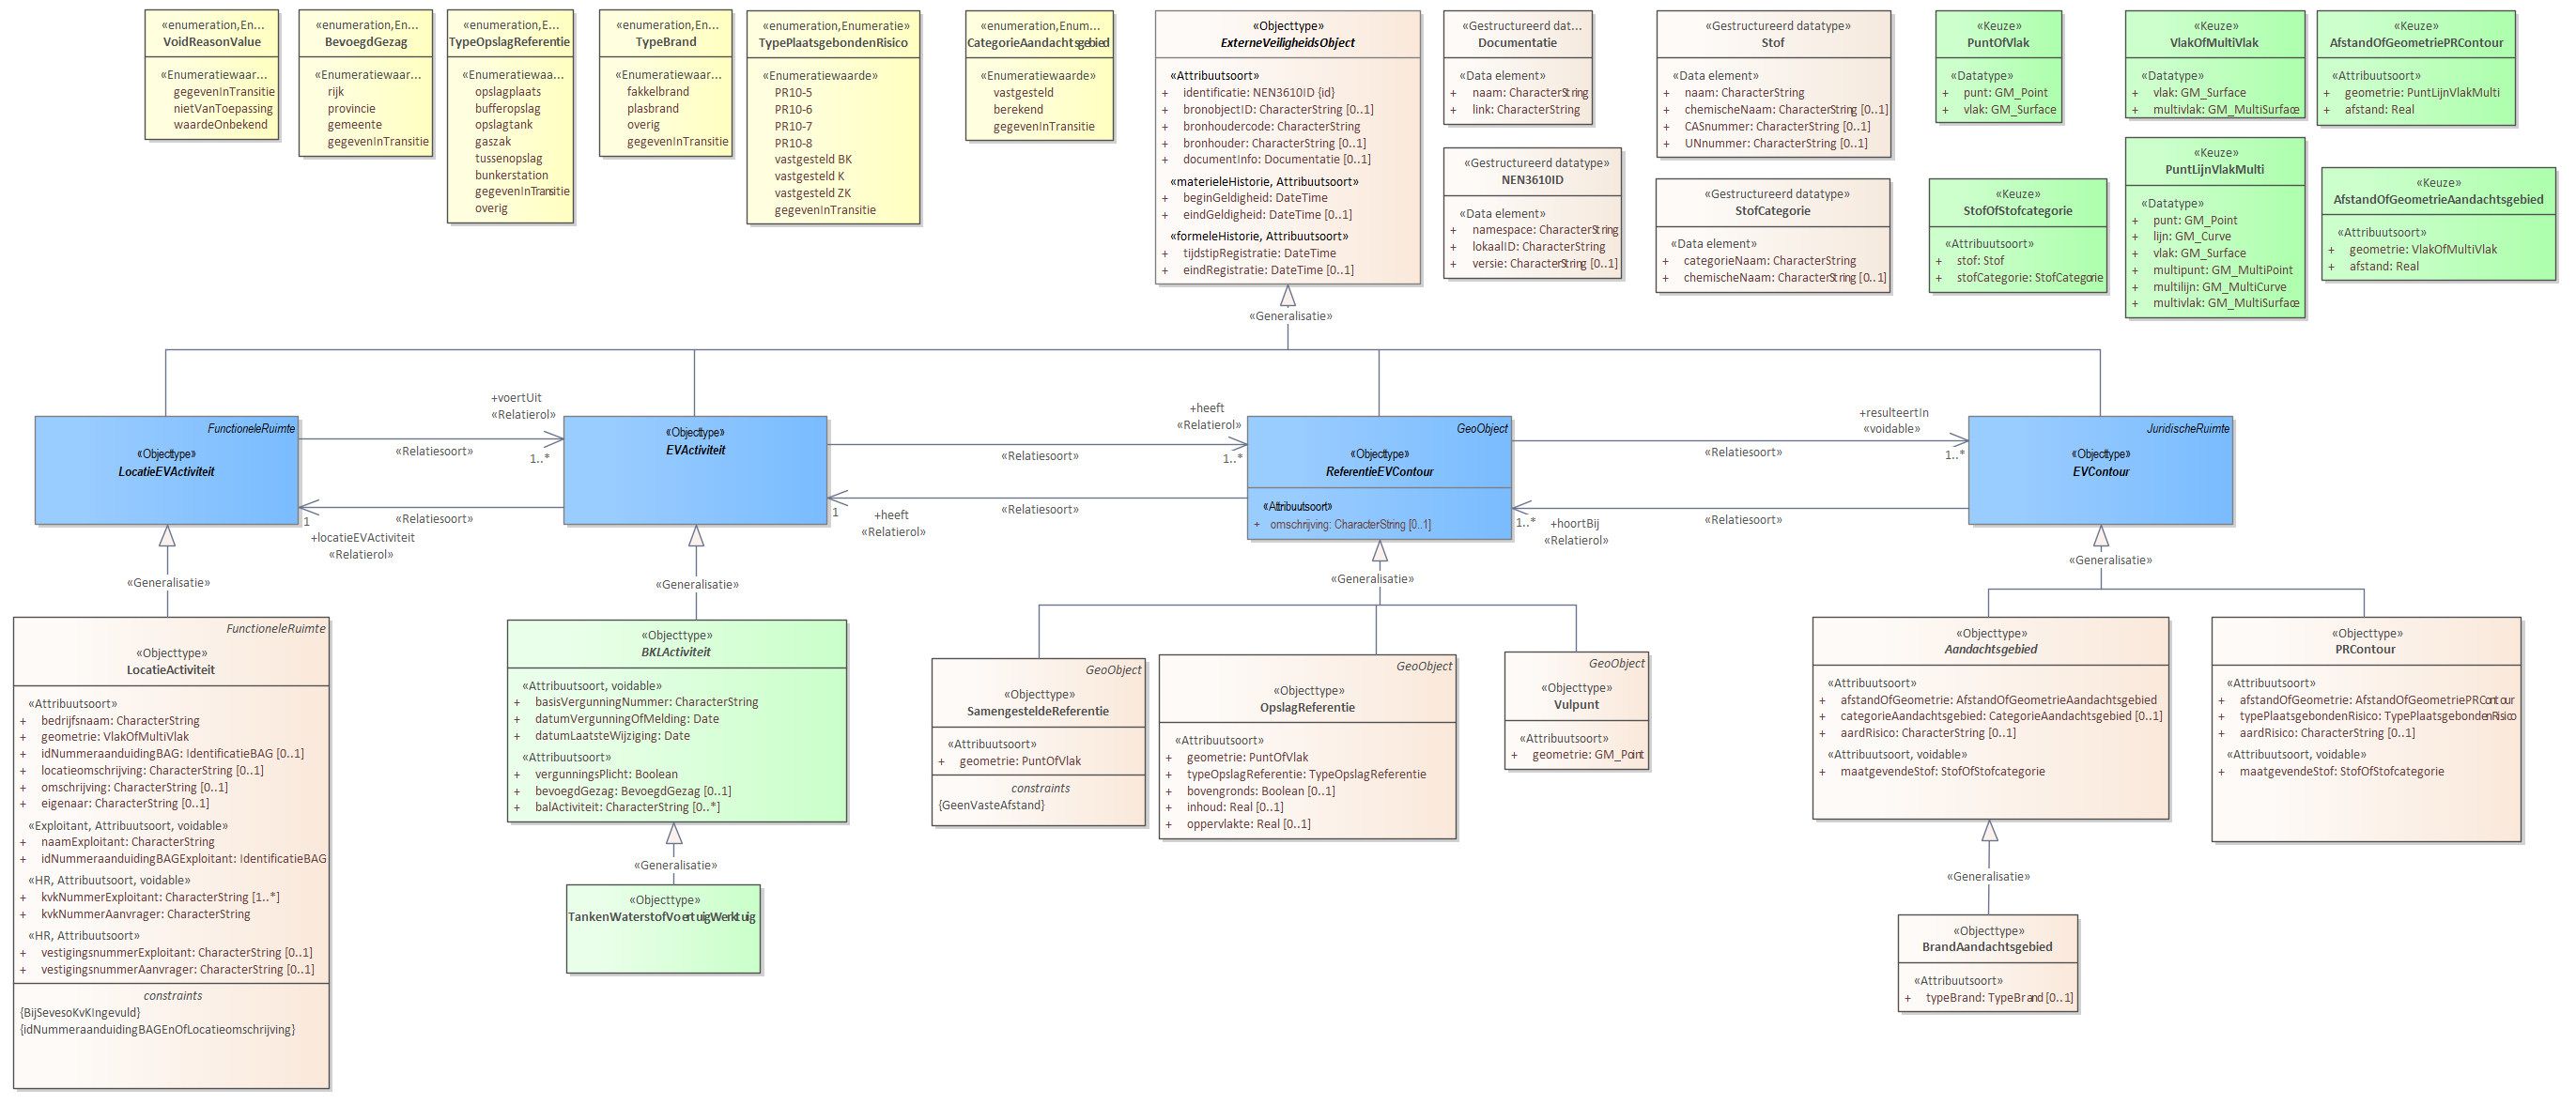 «enumeration,En...
VoidReasonValue
«Enumeratiewaar...
gegevenInTransitie
nietVanToepassing
waardeOnbekend
«enumeration,En...
BevoegdGezag
«Enumeratiewaar...
rijk
provincie
gemeente
gegevenInTransitie
«enumeration,E...
TypeOpslagReferentie
«Enumeratiewaa...
opslagplaats
bufferopslag
opslagtank
gaszak
tussenopslag
bunkerstation
gegevenInTransitie
overig
«enumeration,En...
TypeBrand
«Enumeratiewaar...
fakkelbrand
plasbrand
overig
gegevenInTransitie
«enumeration,Enumeratie»
TypePlaatsgebondenRisico
«Enumeratiewaarde»
PR10-5
PR10-6
PR10-7
PR10-8
vastgesteld BK
vastgesteld K
vastgesteld ZK
gegevenInTransitie
«enumeration,Enum...
CategorieAandachtsgebied
«Enumeratiewaarde»
vastgesteld
berekend
gegevenInTransitie
«Objecttype»
ExterneVeiligheidsObject
«Attribuutsoort»
+ identificatie: NEN3610ID {id}
+ bronobjectID: CharacterString [0..1]
+ bronhoudercode: CharacterString
+ bronhouder: CharacterString [0..1]
+ documentInfo: Documentatie [0..1]
«materieleHistorie, Attribuutsoort»
+ beginGeldigheid: DateTime
+ eindGeldigheid: DateTime [0..1]
«formeleHistorie, Attribuutsoort»
+ tijdstipRegistratie: DateTime
+ eindRegistratie: DateTime [0..1]
«Gestructureerd dat...
Documentatie
«Data element»
+ naam: CharacterString
+ link: CharacterString
«Gestructureerd datatype»
NEN3610ID
«Data element»
+ namespace: CharacterString
+ lokaalID: CharacterString
+ versie: CharacterString [0..1]
«Gestructureerd datatype»
Stof
«Data element»
+ naam: CharacterString
+ chemischeNaam: CharacterString [0..1]
+ CASnummer: CharacterString [0..1]
+ UNnummer: CharacterString [0..1]
«Gestructureerd datatype»
StofCategorie
«Data element»
+ categorieNaam: CharacterString
+ chemischeNaam: CharacterString [0..1]
«Keuze»
PuntOfVlak
«Datatype»
+ punt: GM_Point
+ vlak: GM_Surface
«Keuze»
StofOfStofcategorie
«Attribuutsoort»
+ stof: Stof
+ stofCategorie: StofCategorie
«Keuze»
VlakOfMultiVlak
«Datatype»
+ vlak: GM_Surface
+ multivlak: GM_MultiSurface
«Keuze»
PuntLijnVlakMulti
«Datatype»
+ punt: GM_Point
+ lijn: GM_Curve
+ vlak: GM_Surface
+ multipunt: GM_MultiPoint
+ multilijn: GM_MultiCurve
+ multivlak: GM_MultiSurface
«Keuze»
AfstandOfGeometriePRContour
«Attribuutsoort»
+ geometrie: PuntLijnVlakMulti
+ afstand: Real
«Keuze»
AfstandOfGeometrieAandachtsgebied
«Attribuutsoort»
+ geometrie: VlakOfMultiVlak
+ afstand: Real
«Generalisatie»
FunctioneleRuimte
«Objecttype»
LocatieEVActiviteit
+voertUit
«Relatierol»
«Relatiesoort»
1..*
«Relatiesoort»
1
+locatieEVActiviteit
«Relatierol»
«Objecttype»
EVActiviteit
+heeft
«Relatierol»
«Relatiesoort»
1..*
«Relatiesoort»
1
+heeft
«Relatierol»
GeoObject
«Objecttype»
ReferentieEVContour
«Attribuutsoort»
+ omschrijving: CharacterString [0..1]
+resulteertIn
«voidable»
«Relatiesoort»
1..*
«Relatiesoort»
1..*
+hoortBij
«Relatierol»
JuridischeRuimte
«Objecttype»
EVContour
«Generalisatie»
«Generalisatie»
«Generalisatie»
«Generalisatie»
FunctioneleRuimte
«Objecttype»
LocatieActiviteit
«Attribuutsoort»
+ bedrijfsnaam: CharacterString
+ geometrie: VlakOfMultiVlak
+ idNummeraanduidingBAG: IdentificatieBAG [0..1]
+ locatieomschrijving: CharacterString [0..1]
+ omschrijving: CharacterString [0..1]
+ eigenaar: CharacterString [0..1]
«Exploitant, Attribuutsoort, voidable»
+ naamExploitant: CharacterString
+ idNummeraanduidingBAGExploitant: IdentificatieBAG
«HR, Attribuutsoort, voidable»
+ kvkNummerExploitant: CharacterString [1..*]
+ kvkNummerAanvrager: CharacterString
«HR, Attribuutsoort»
+ vestigingsnummerExploitant: CharacterString [0..1]
+ vestigingsnummerAanvrager: CharacterString [0..1]
constraints
{BijSevesoKvKIngevuld}
{idNummeraanduidingBAGEnOfLocatieomschrijving}
«Objecttype»
BKLActiviteit
«Attribuutsoort, voidable»
+ basisVergunningNummer: CharacterString
+ datumVergunningOfMelding: Date
+ datumLaatsteWijziging: Date
«Attribuutsoort»
+ vergunningsPlicht: Boolean
+ bevoegdGezag: BevoegdGezag [0..1]
+ balActiviteit: CharacterString [0..*]
«Generalisatie»
«Objecttype»
TankenWaterstofVoertuigWerktuig
GeoObject
«Objecttype»
SamengesteldeReferentie
«Attribuutsoort»
+ geometrie: PuntOfVlak
constraints
{GeenVasteAfstand}
GeoObject
«Objecttype»
OpslagReferentie
«Attribuutsoort»
+ geometrie: PuntOfVlak
+ typeOpslagReferentie: TypeOpslagReferentie
+ bovengronds: Boolean [0..1]
+ inhoud: Real [0..1]
+ oppervlakte: Real [0..1]
GeoObject
«Objecttype»
Vulpunt
«Attribuutsoort»
+ geometrie: GM_Point
«Objecttype»
Aandachtsgebied
«Attribuutsoort»
+ afstandOfGeometrie: AfstandOfGeometrieAandachtsgebied
+ categorieAandachtsgebied: CategorieAandachtsgebied [0..1]
+ aardRisico: CharacterString [0..1]
«Attribuutsoort, voidable»
+ maatgevendeStof: StofOfStofcategorie
«Objecttype»
PRContour
«Attribuutsoort»
+ afstandOfGeometrie: AfstandOfGeometriePRContour
+ typePlaatsgebondenRisico: TypePlaatsgebondenRisico
+ aardRisico: CharacterString [0..1]
«Attribuutsoort, voidable»
+ maatgevendeStof: StofOfStofcategorie
«Generalisatie»
«Objecttype»
BrandAandachtsgebied
«Attribuutsoort»
+ typeBrand: TypeBrand [0..1]